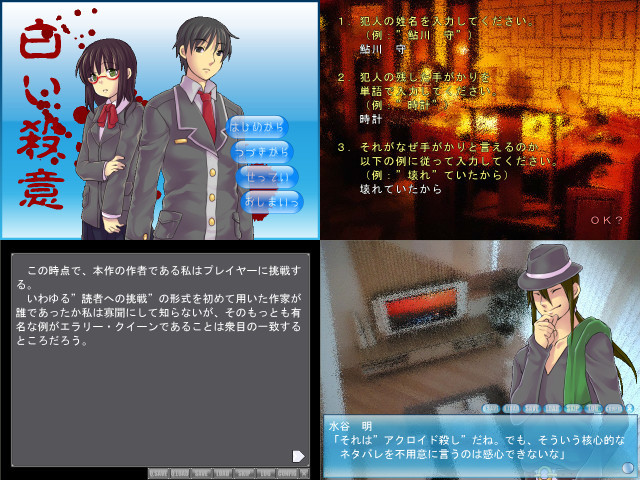 白い殺意
はじめから
つづきから
せってい
おしまいっ
1．犯人の姓名を入力してください。
（例：”鮎川　守”）
鮎川　守
2．犯人の残した手がかりを
単語で入力してください。
（例：”時計”）
時計
3．それがなぜ手がかりと言えるのか、
以下の例に従って入力してください。
（例：”壊れ”ていたから）
壊れていたから
ＯＫ？
　この時点で、本作の作者である私はプレイヤーに挑戦す
る。
　いわゆる”読者への挑戦”の形式を初めて用いた作家が
誰であったか私は寡聞にして知らないが、そのもっとも有
名な例がエラリー・クイーンであることは衆目の一致する
ところだろう。
水谷　明
「それは”アクロイド殺し”だね。でも、そういう核心的な
ネタバレを不用意に言うのは感心できないな」